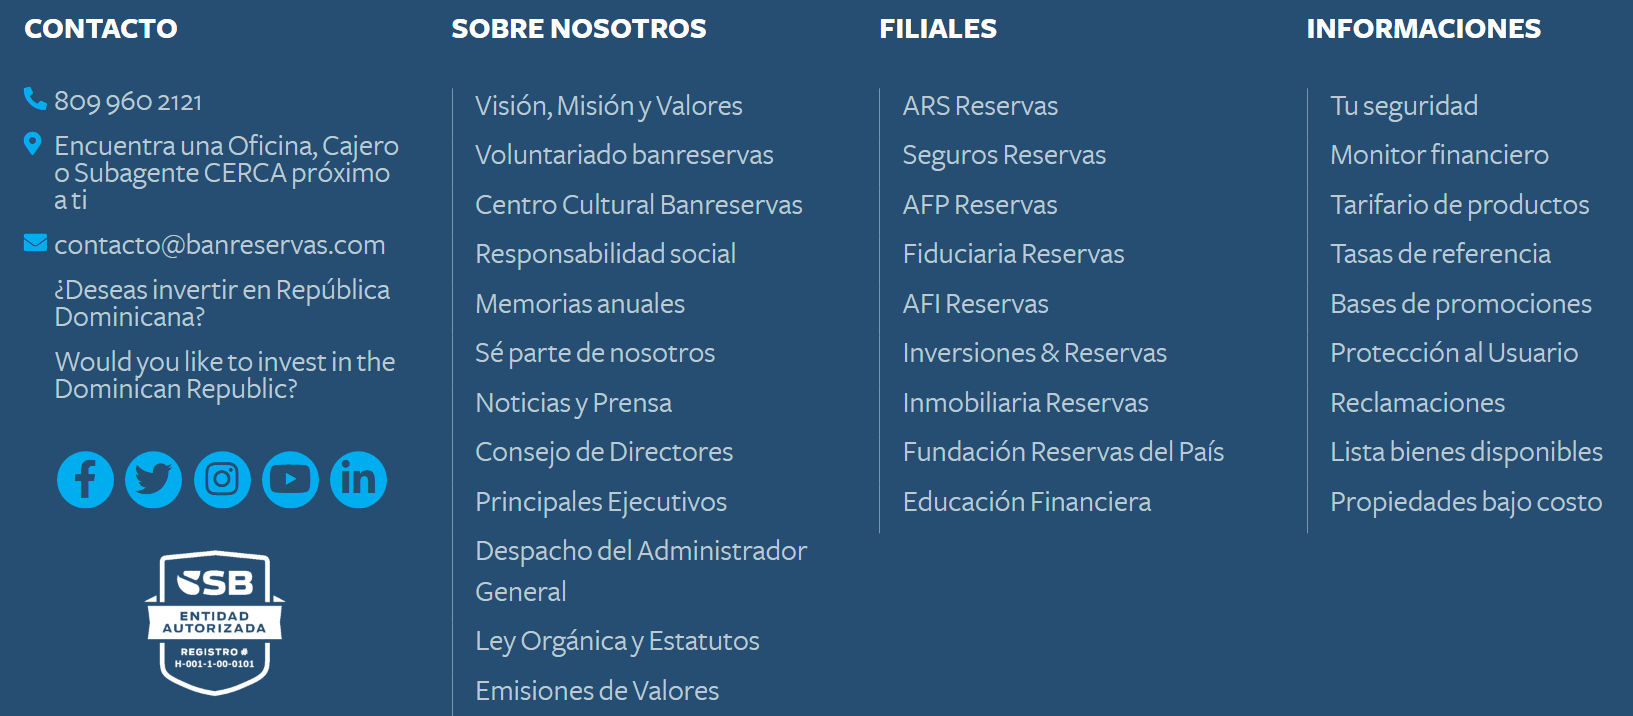 CONTACTO
809 960 2121
Encuentra una Oficina, Cajero
o Subagente CERCA próximo
a ti
contacto@banreservas.com
¿Deseas invertir en República
Dominicana?
Would you like to invest in the
Dominican Republic?
SB
ENTIDAD
AUTORIZADA
REGISTRO #
H-001-1-00-0101
SOBRE NOSOTROS
Visión, Misión y Valores
Voluntariado banreservas
Centro Cultural Banreservas
Responsabilidad social
Memorias anuales
Sé parte de nosotros
Noticias y Prensa
Consejo de Directores
Principales Ejecutivos
Despacho del Administrador
General
Ley Orgánica y Estatutos
Emisiones de Valores
FILIALES
ARS Reservas
Seguros Reservas
AFP Reservas
Fiduciaria Reservas
AFI Reservas
Inversiones & Reservas
Inmobiliaria Reservas
Fundación Reservas del País
Educación Financiera
INFORMACIONES
Tu seguridad
Monitor financiero
Tarifario de productos
Tasas de referencia
Bases de promociones
Protección al Usuario
Reclamaciones
Lista bienes disponibles
Propiedades bajo costo